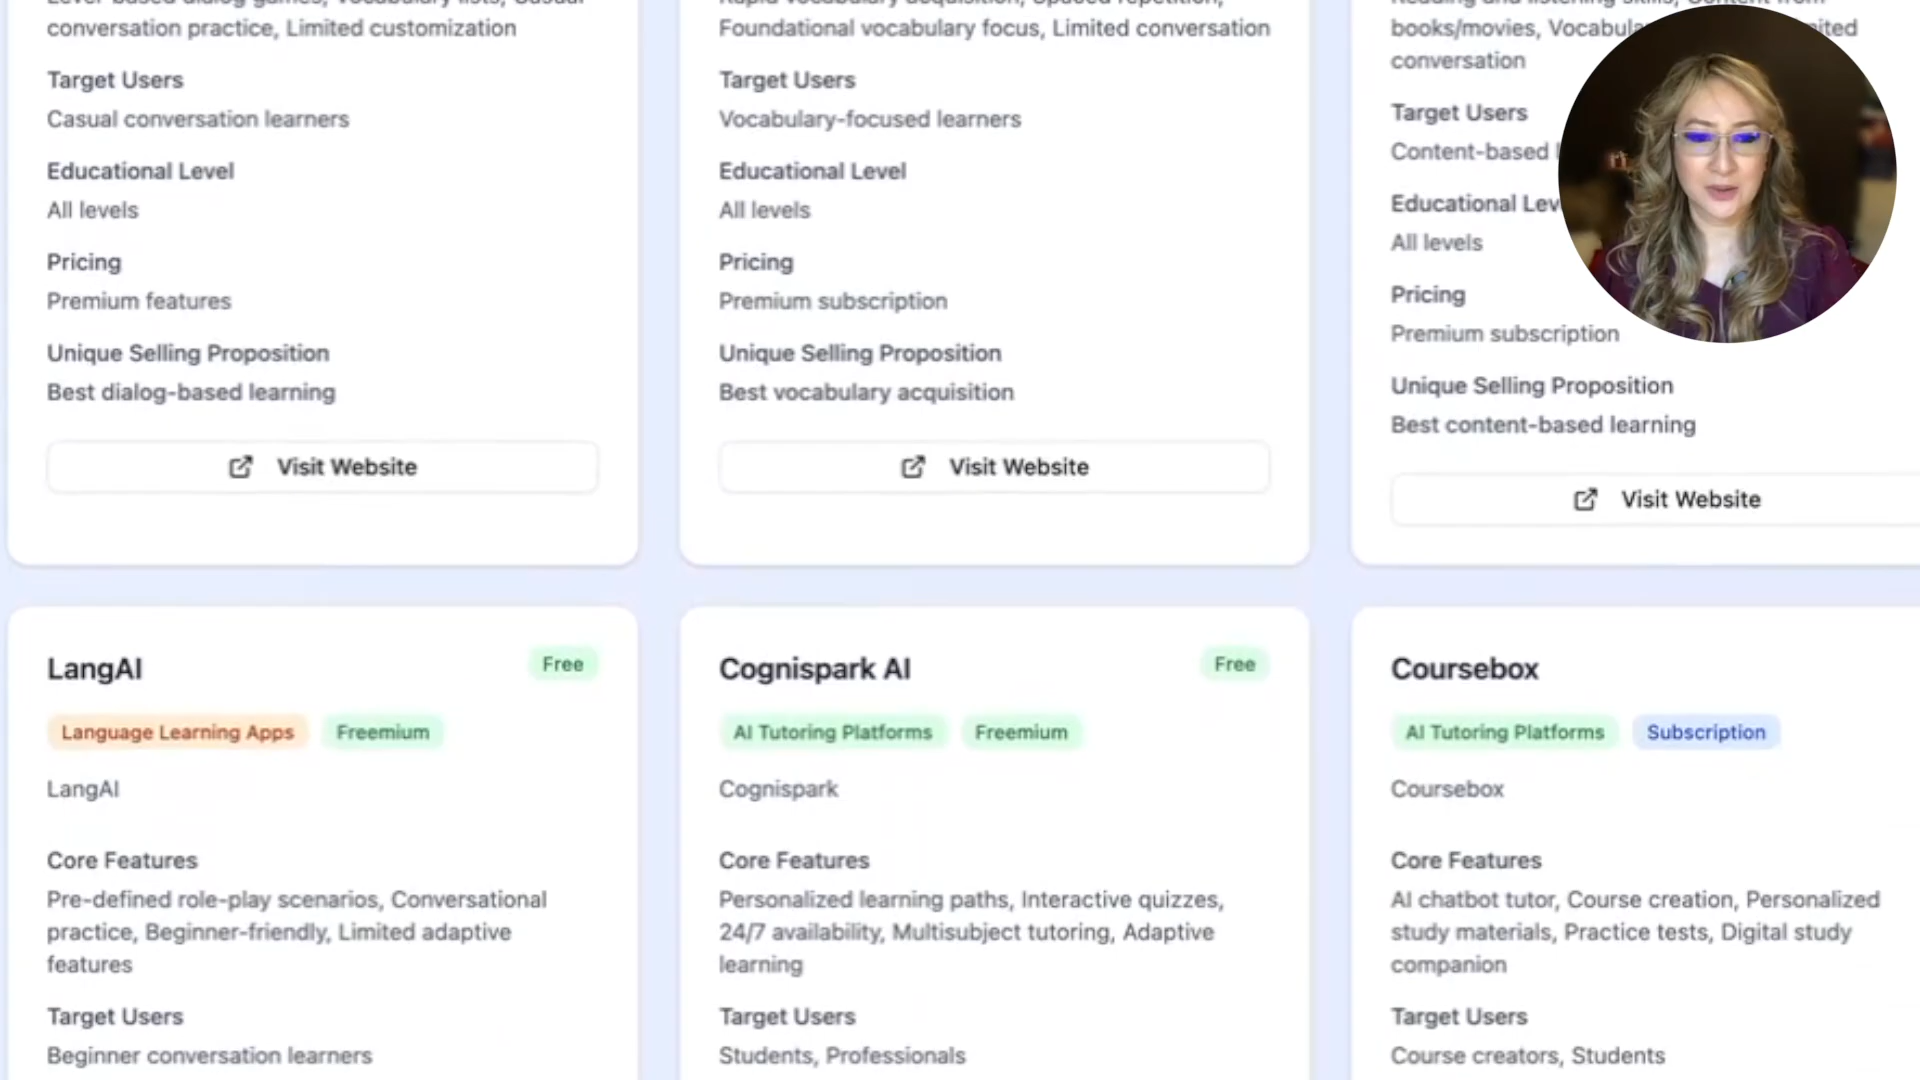 conversation practice, Limited customization
Target Users
Casual conversation learners
Educational Level
All levels
Pricing
Premium features
Unique Selling Proposition
Best dialog-based learning
Visit Website
Foundational vocabulary focus, Limited conversation
Target Users
Vocabulary-focused learners
Educational Level
All levels
Pricing
Premium subscription
Unique Selling Proposition
Best vocabulary acquisition
Visit Website
books/movies,
conversation
Target Users
Content-based
Educational
All levels
Pricing
Premium subscription
Unique Selling Proposition
Best content-based learning
Visit Website
LangAI
Free
Language Learning Apps
Freemium
LangAI
Core Features
Pre-defined role-play scenarios, Conversational
practice, Beginner-friendly, Limited adaptive
features
Target Users
Beginner conversation learners
Cognispark AI
Free
AI Tutoring Platforms
Freemium
Cognispark
Core Features
Personalized learning paths, Interactive quizzes,
24/7 availability, Multisubject tutoring, Adaptive
learning
Target Users
Students, Professionals
Coursebox
AI Tutoring Platforms
Subscription
Coursebox
Core Features
AI chatbot tutor, Course creation, Personalized
study materials, Practice tests, Digital study
companion
Target Users
Course creators, Students